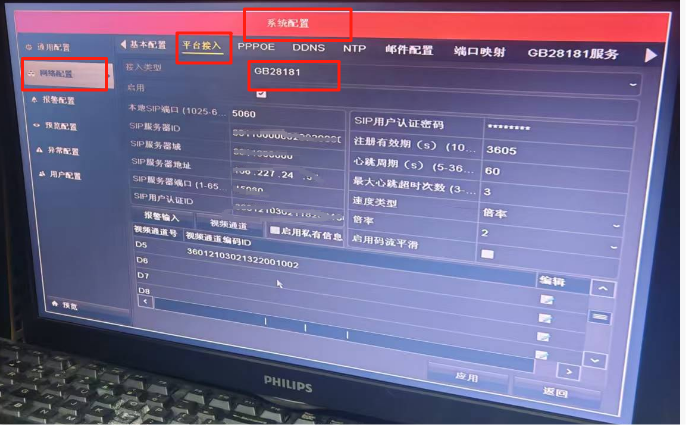 系统配置
通用配置
网络配置
报警配置
预览配置
异常配置
用户配置
预览
基本配置 平台接入 PPPOE DDNS NTP 邮件配置 端口映射 GB28181服务
接入类型 GB28181
启用
本地SIP端口 (1025-6... 5060
SIP服务器ID
SIP服务器域
SIP服务器地址
SIP服务器端口 (1-65...
SIP用户认证ID
SIP用户认证密码 ********
注册有效期(s) (10... 3605
心跳周期(s) (5-36... 60
最大心跳超时次数 (3-... 3
速度类型 倍率
倍率 2
启用码流平滑
报警输入 视频通道 启用私有信息
视频通道号 视频通道编码ID 编辑
D5 36012103021322001002
D6
D7
D8
应用 返回
PHILIPS